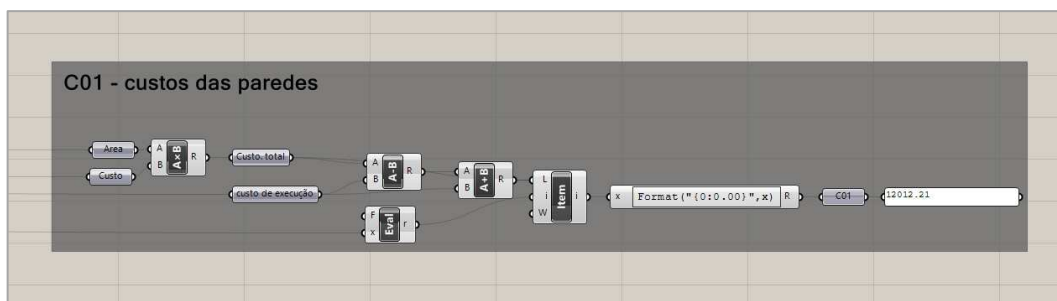 C01 - custos das paredes
Area
Custo
A
B
A×B
R
Custo. total
custo de execução
A
B
A-B
R
F
x
Eval
r
A
B
A+B
R
L
i
W
Item
i
x
Format("{0:0.00}",x)
R
C01
12012.21